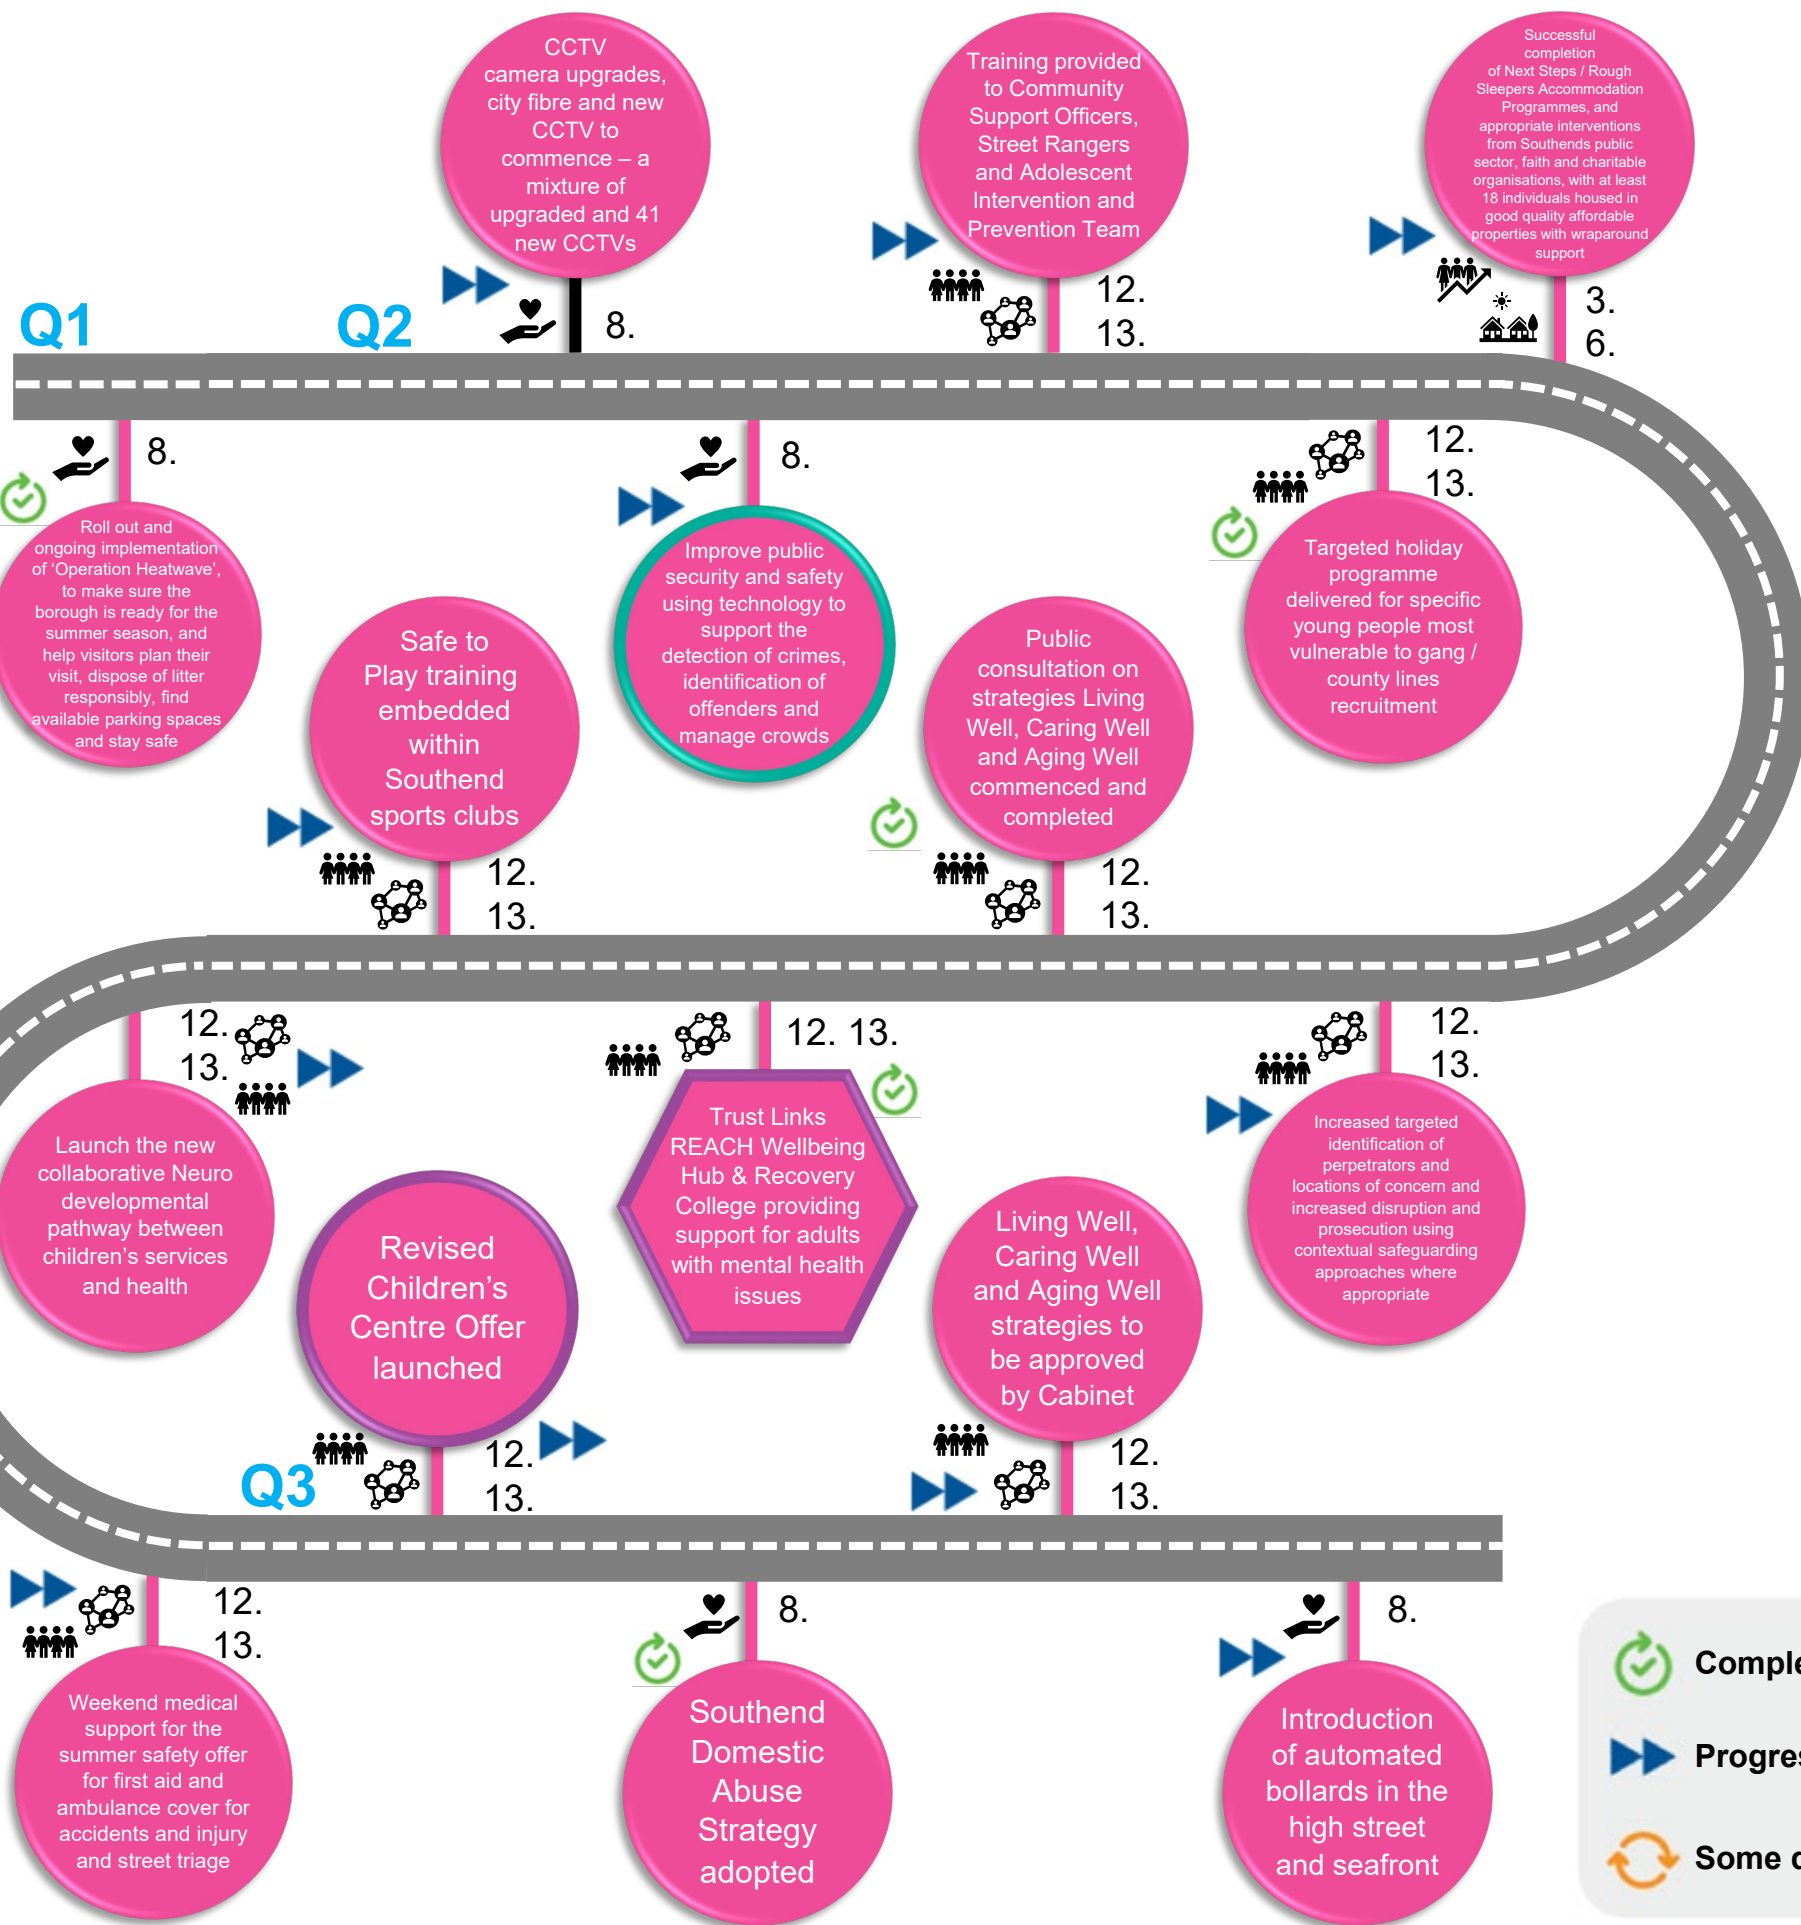 CCTV
camera upgrades,
city fibre and new
CCTV to
commence – a
mixture of
upgraded and 41
new CCTVs
8.
Training provided
to Community
Support Officers,
Street Rangers
and Adolescent
Intervention and
Prevention Team
12.
13.
Successful
completion
of Next Steps / Rough
Sleepers Accommodation
Programmes, and
appropriate interventions
from Southends public
sector, faith and charitable
organisations, with at least
18 individuals housed in
good quality affordable
properties with wraparound
support
3.
6.
Q1
Q2
8.
Roll out and
ongoing implementation
of ‘Operation Heatwave’,
to make sure the
borough is ready for the
summer season, and
help visitors plan their
visit, dispose of litter
responsibly, find
available parking spaces
and stay safe
Safe to
Play training
embedded
within
Southend
sports clubs
12.
13.
8.
Improve public
security and safety
using technology to
support the
detection of crimes,
identification of
offenders and
manage crowds
Public
consultation on
strategies Living
Well, Caring Well
and Aging Well
commenced and
completed
12.
13.
12.
13.
Targeted holiday
programme
delivered for specific
young people most
vulnerable to gang /
county lines
recruitment
12.
13.
Launch the new
collaborative Neuro
developmental
pathway between
children’s services
and health
Revised
Children’s
Centre Offer
launched
12.
13.
12. 13.
Trust Links
REACH Wellbeing
Hub & Recovery
College providing
support for adults
with mental health
issues
Living Well,
Caring Well
and Aging Well
strategies to
be approved
by Cabinet
12.
13.
12.
13.
Increased targeted
identification of
perpetrators and
locations of concern and
increased disruption and
prosecution using
contextual safeguarding
approaches where
appropriate
Q3
12.
13.
Weekend medical
support for the
summer safety offer
for first aid and
ambulance cover for
accidents and injury
and street triage
8.
Southend
Domestic
Abuse
Strategy
adopted
8.
Introduction
of automated
bollards in the
high street
and seafront
Some